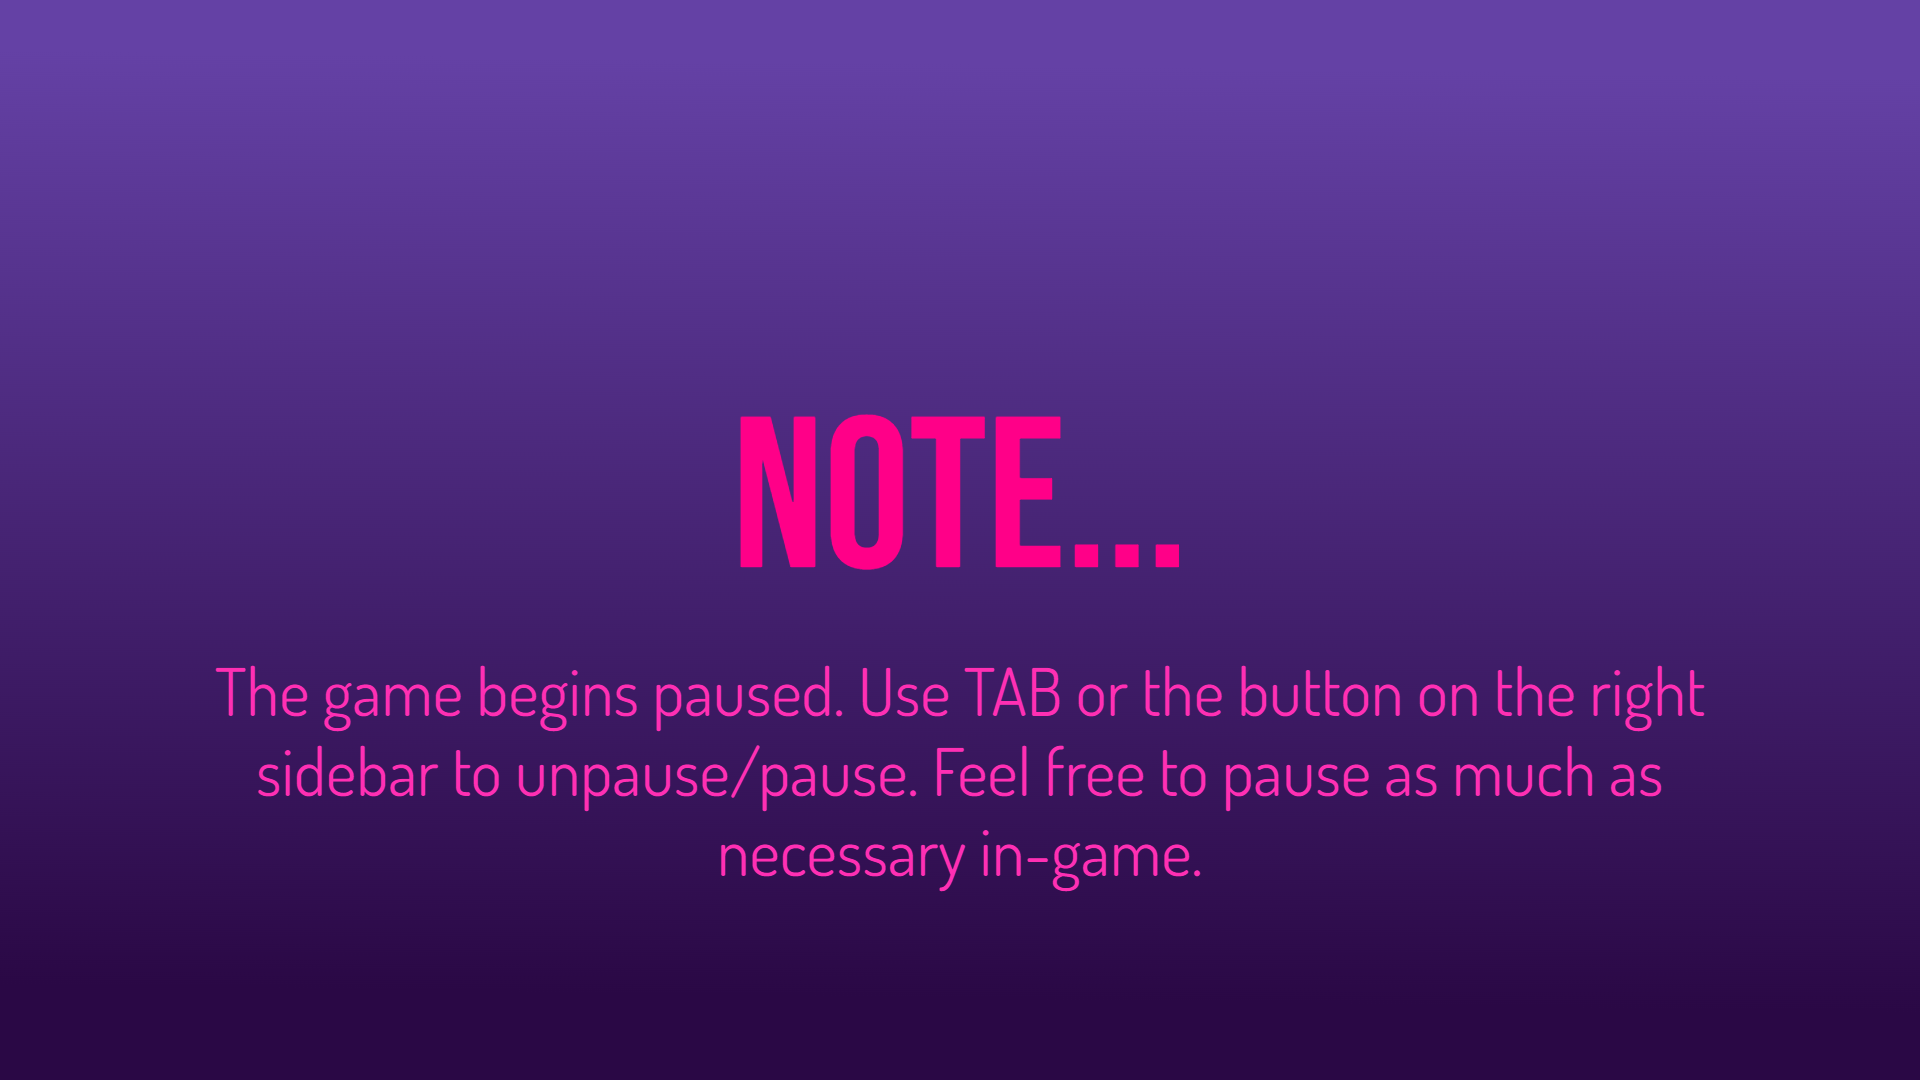 NOTE...
The game begins paused. Use TAB or the button on the right
sidebar to unpause/pause. Feel free to pause as much as
necessary in-game.